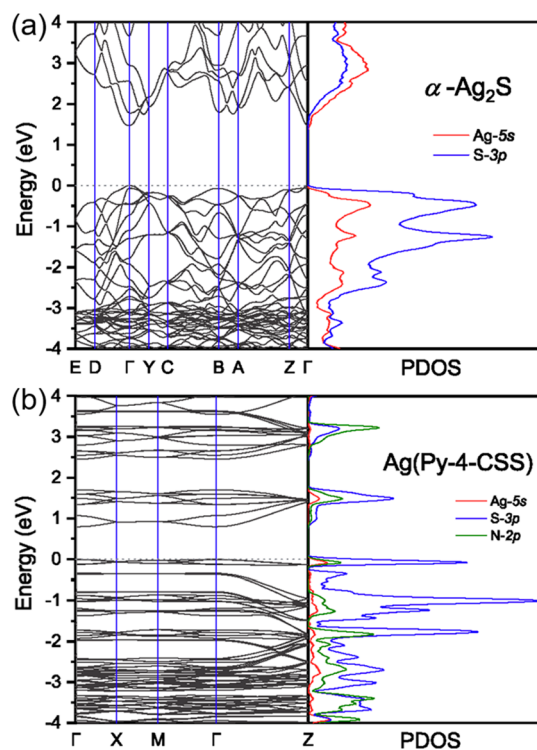 (a)
4
3
2
1
0
-1
-2
-3
-4
Energy (eV)
α-Ag₂S
Ag-5s
S-3p
E D Γ Y C B A Z Γ
PDOS
(b)
4
3
2
1
0
-1
-2
-3
-4
Energy (eV)
Ag(Py-4-CSS)
Ag-5s
S-3p
N-2p
Γ X M Γ Z
PDOS